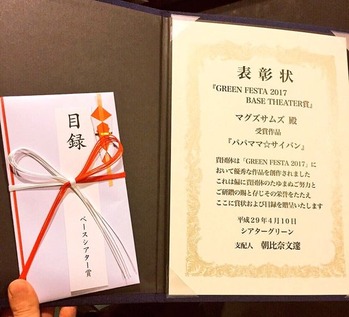 目録
ベースシアター賞
表彰状
『GREEN FESTA 2017
BASE THEATER賞』
マグズサムズ 殿
受賞作品
『パパママ☆サイパン』
貴団体は「GREEN FESTA 2017」に
おいて優秀な作品を創作されました
これは偏に貴団体のたゆまぬご努力と
ご研鑽の賜と存じその栄誉をたたえ
ここに賞状および目録を贈呈いたします
平成29年4月10日
シアターグリーン
支配人 朝比奈文邃